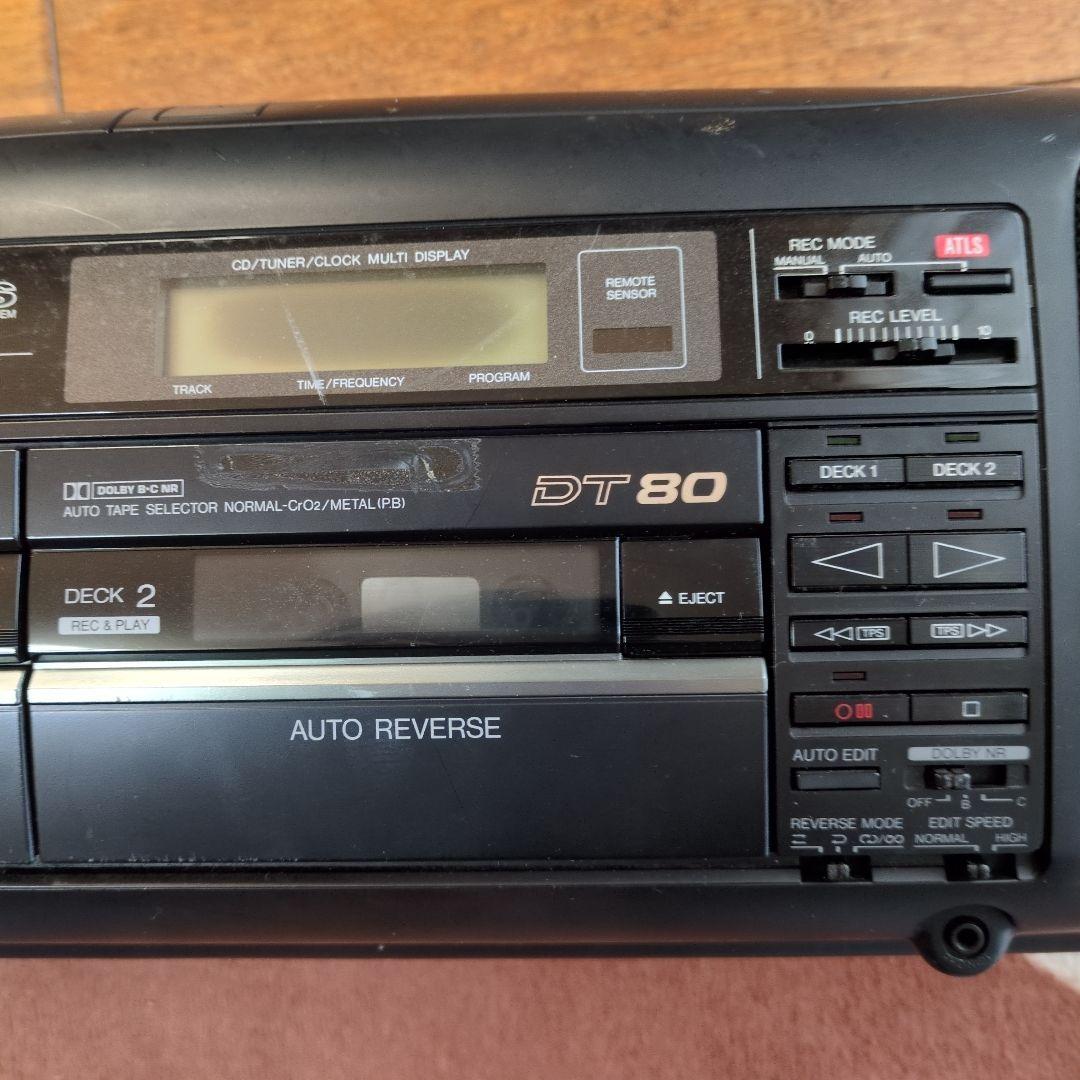 CD/TUNER/CLOCK MULTI DISPLAY
TRACK
TIME/FREQUENCY
PROGRAM
REMOTE
SENSOR
REC MODE
ATLS
MANUAL
AUTO
REC LEVEL
0
10
DOLBY B·C NR
AUTO TAPE SELECTOR NORMAL-CrO2/METAL(P.B)
DT 80
DECK 2
REC & PLAY
EJECT
AUTO REVERSE
DECK 1
DECK 2
TPS
TPS
AUTO EDIT
DOLBY NR
OFF
B
C
REVERSE MODE
EDIT SPEED
NORMAL
HIGH